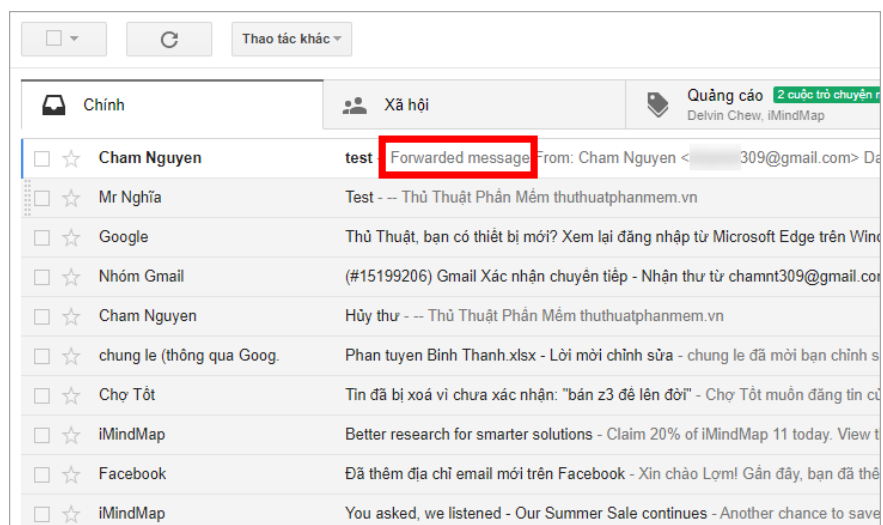 Thao tác khác
Chính
Xã hội
Quảng cáo 2 cuộc trò chuyện
Delvin Chew, iMindMap
Cham Nguyen test - Forwarded message From: Cham Nguyen < 309@gmail.com> Da
Mr Nghĩa Test - -- Thủ Thuật Phần Mềm thuthuatphanmem.vn
Google Thủ Thuật, bạn có thiết bị mới? Xem lại đăng nhập từ Microsoft Edge trên Wind
Nhóm Gmail (#15199206) Gmail Xác nhận chuyển tiếp - Nhận thư từ chamnt309@gmail.com
Cham Nguyen Hủy thư - -- Thủ Thuật Phần Mềm thuthuatphanmem.vn
chung le (thông qua Goog. Phan tuyen Binh Thanh.xlsx - Lời mời chỉnh sửa - chung le đã mời bạn chỉnh s
Chợ Tốt Tin đã bị xoá vì chưa xác nhận: "bán z3 để lên đời" - Chợ Tốt muốn đăng tin củ
iMindMap Better research for smarter solutions - Claim 20% of iMindMap 11 today. View t
Facebook Đã thêm địa chỉ email mới trên Facebook - Xin chào Lợm! Gần đây, bạn đã thê
iMindMap You asked, we listened - Our Summer Sale continues - Another chance to save